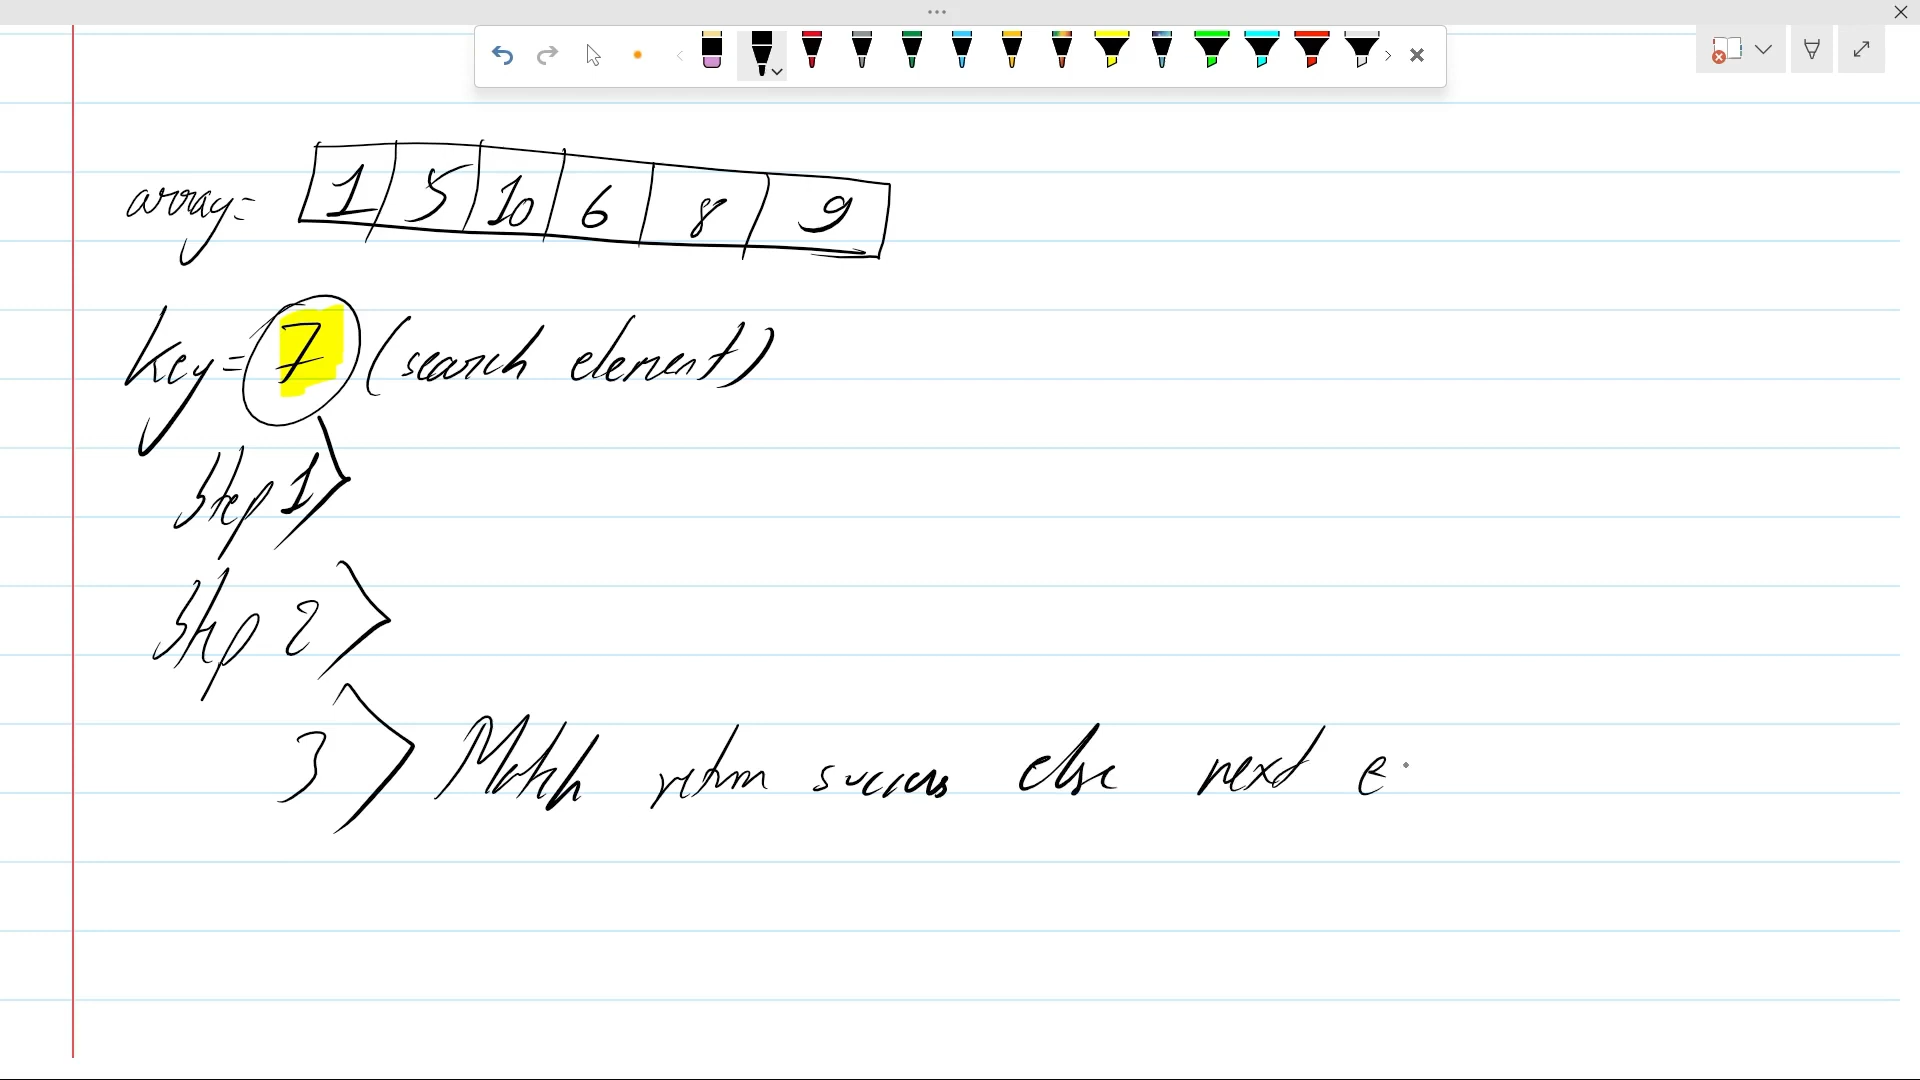 array= 1 5 10 6 8 9
key= 7 (search element)
Step 1>
Step 2>
3> Match return success else next e